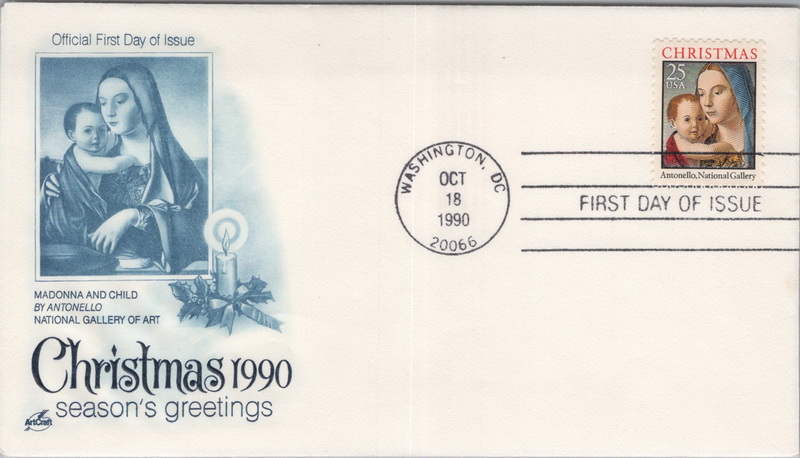 Official First Day of Issue
MADONNA AND CHILD
BY ANTONELLO
NATIONAL GALLERY OF ART
Christmas 1990
season's greetings
ArtCraft
WASHINGTON, DC
OCT
18
1990
20066
CHRISTMAS
25
USA
Antonello, National Gallery
FIRST DAY OF ISSUE